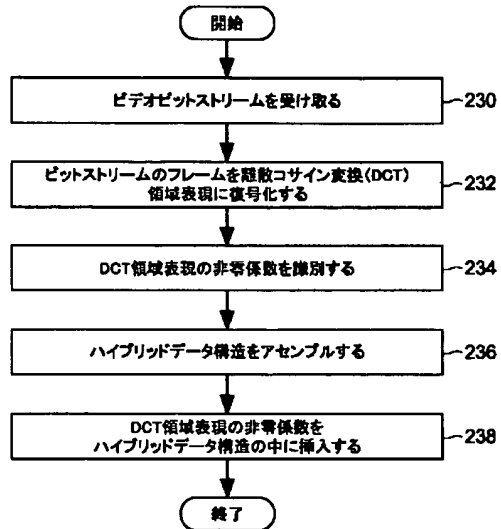 開始
ビデオビットストリームを受け取る
230
ビットストリームのフレームを離散コサイン変換(DCT)
領域表現に復号化する
232
DCT領域表現の非零係数を識別する
234
ハイブリッドデータ構造をアセンブルする
236
DCT領域表現の非零係数を
ハイブリッドデータ構造の中に挿入する
238
終了